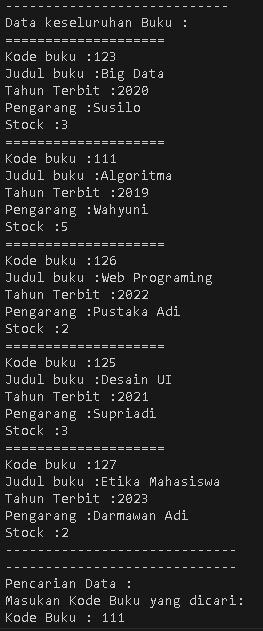 ----------------------------
Data keseluruhan Buku :
====================
Kode buku :123
Judul buku :Big Data
Tahun Terbit :2020
Pengarang :Susilo
Stock :3
====================
Kode buku :111
Judul buku :Algoritma
Tahun Terbit :2019
Pengarang :Wahyuni
Stock :5
====================
Kode buku :126
Judul buku :Web Programing
Tahun Terbit :2022
Pengarang :Pustaka Adi
Stock :2
====================
Kode buku :125
Judul buku :Desain UI
Tahun Terbit :2021
Pengarang :Supriadi
Stock :3
====================
Kode buku :127
Judul buku :Etika Mahasiswa
Tahun Terbit :2023
Pengarang :Darmawan Adi
Stock :2
-----------------------------
-----------------------------
Pencarian Data :
Masukan Kode Buku yang dicari:
Kode Buku : 111